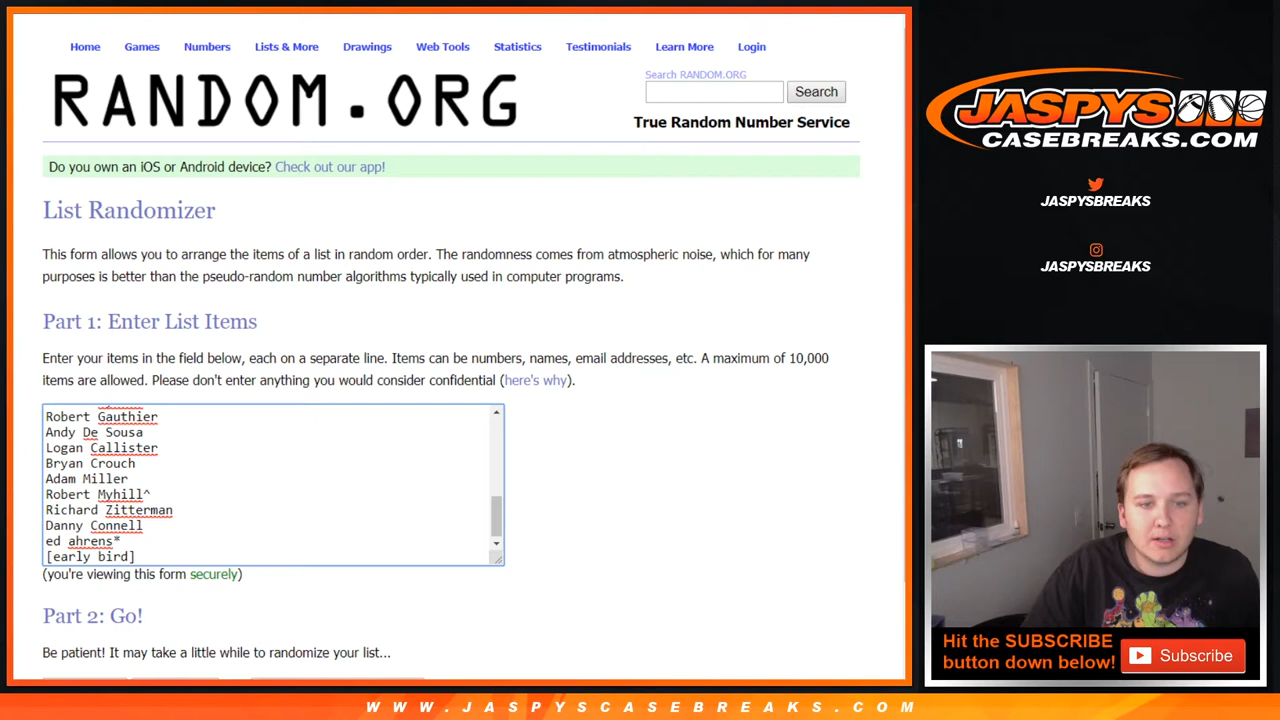 Home Games Numbers Lists & More Drawings Web Tools Statistics Testimonials Learn More Login
RANDOM.ORG
Search RANDOM.ORG
Search
True Random Number Service
Do you own an iOS or Android device? Check out our app!
List Randomizer
This form allows you to arrange the items of a list in random order. The randomness comes from atmospheric noise, which for many
purposes is better than the pseudo-random number algorithms typically used in computer programs.
Part 1: Enter List Items
Enter your items in the field below, each on a separate line. Items can be numbers, names, email addresses, etc. A maximum of 10,000
items are allowed. Please don't enter anything you would consider confidential (here's why).
Robert Gauthier
Andy De Sousa
Logan Callister
Bryan Crouch
Adam Miller
Robert Myhill^
Richard Zitterman
Danny Connell
ed ahrens*
[early bird]
(you're viewing this form securely)
Part 2: Go!
Be patient! It may take a little while to randomize your list...
JASPYS
CASEBREAKS.COM
JASPYSBREAKS
JASPYSBREAKS
Hit the SUBSCRIBE
button down below!
Subscribe
WWW.JASPYSCASEBREAKS.COM